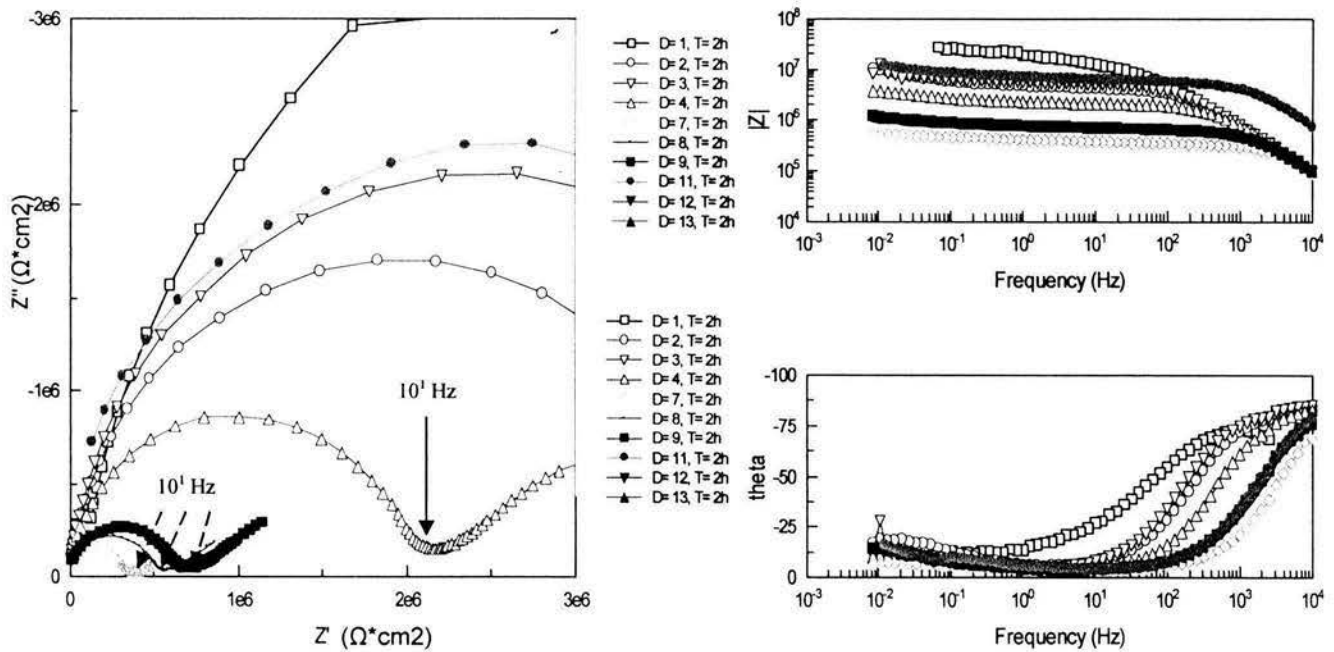 -3e6
-2e6
-1e6
0
Z'' (Ω*cm2)
0
1e6
2e6
3e6
Z' (Ω*cm2)
10¹ Hz
10¹ Hz
D= 1, T= 2h
D= 2, T= 2h
D= 3, T= 2h
D= 4, T= 2h
D= 7, T= 2h
D= 8, T= 2h
D= 9, T= 2h
D= 11, T= 2h
D= 12, T= 2h
D= 13, T= 2h
D= 1, T= 2h
D= 2, T= 2h
D= 3, T= 2h
D= 4, T= 2h
D= 7, T= 2h
D= 8, T= 2h
D= 9, T= 2h
D= 11, T= 2h
D= 12, T= 2h
D= 13, T= 2h
10⁸
10⁷
10⁶
10⁵
10⁴
|Z|
10⁻³
10⁻²
10⁻¹
10⁰
10¹
10²
10³
10⁴
Frequency (Hz)
-100
-75
-50
-25
0
theta
10⁻³
10⁻²
10⁻¹
10⁰
10¹
10²
10³
10⁴
Frequency (Hz)